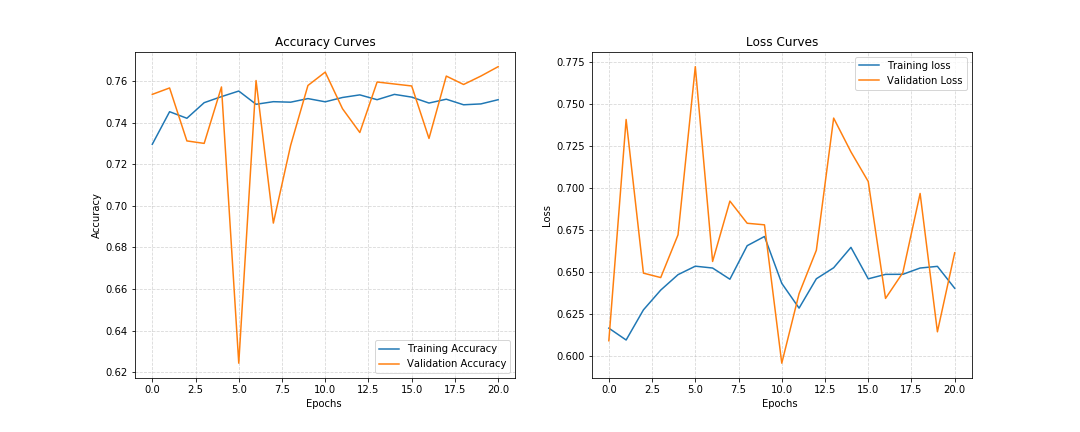 Accuracy Curves
Accuracy
0.76
0.74
0.72
0.70
0.68
0.66
0.64
0.62
0.0 2.5 5.0 7.5 10.0 12.5 15.0 17.5 20.0
Epochs
Training Accuracy
Validation Accuracy
Loss Curves
Loss
0.775
0.750
0.725
0.700
0.675
0.650
0.625
0.600
0.0 2.5 5.0 7.5 10.0 12.5 15.0 17.5 20.0
Epochs
Training loss
Validation Loss